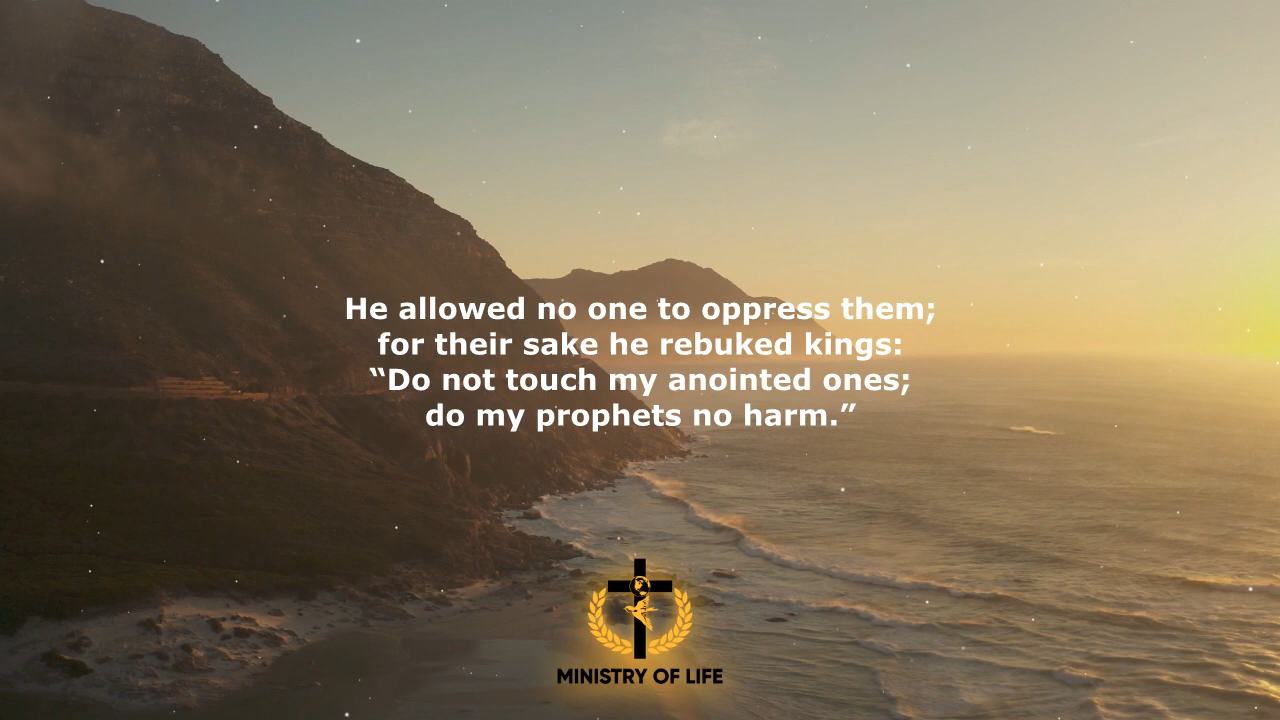 He allowed no one to oppress them;
for their sake he rebuked kings:
“Do not touch my anointed ones;
do my prophets no harm.”
MINISTRY OF LIFE